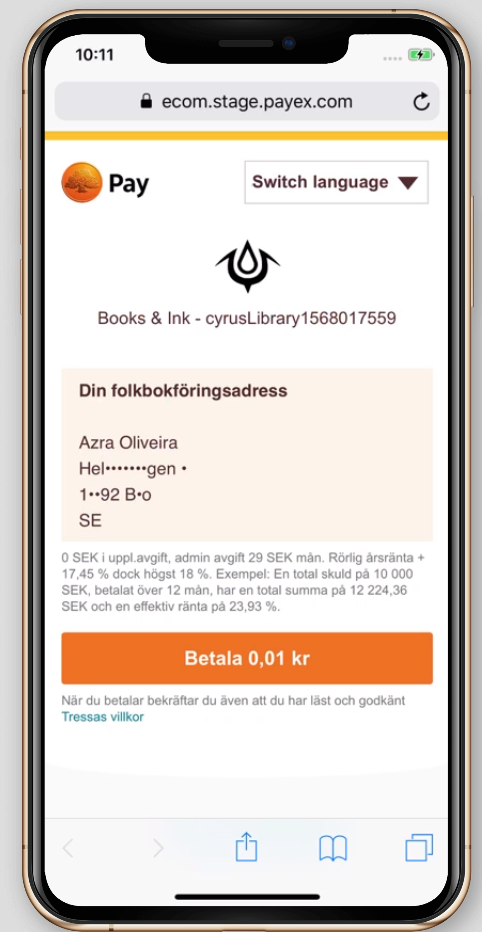 10:11
ecom.stage.payex.com
Pay
Switch language
Books & Ink - cyrusLibrary1568017559
Din folkbokföringsadress
Azra Oliveira
Hel•••••••gen •
1••92 B•o
SE
0 SEK i uppl.avgift, admin avgift 29 SEK mån. Rörlig årsränta +
17,45 % dock högst 18 %. Exempel: En total skuld på 10 000
SEK, betalat över 12 mån, har en total summa på 12 224,36
SEK och en effektiv ränta på 23,93 %.
Betala 0,01 kr
När du betalar bekräftar du även att du har läst och godkänt
Tressas villkor